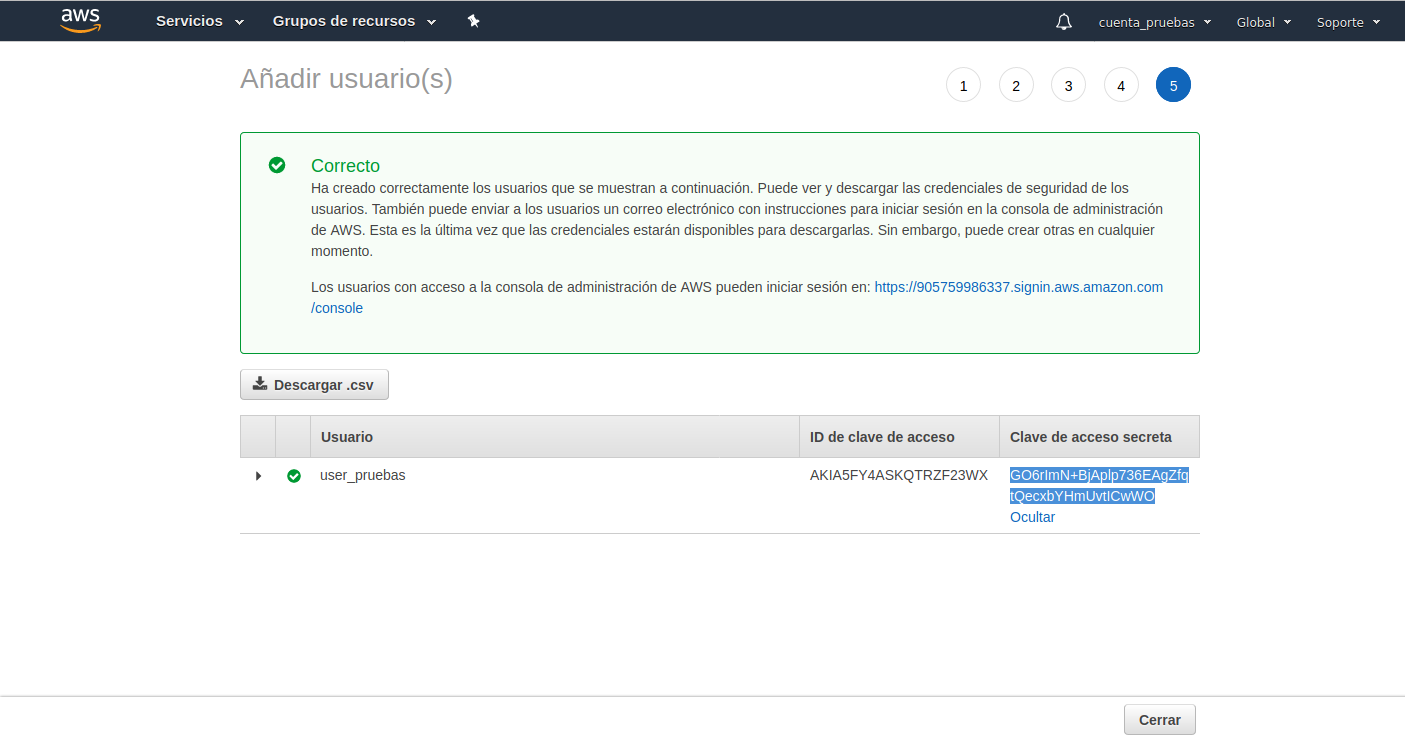 aws
Servicios
Grupos de recursos
cuenta_pruebas
Global
Soporte
Añadir usuario(s)
1
2
3
4
5
Correcto
Ha creado correctamente los usuarios que se muestran a continuación. Puede ver y descargar las credenciales de seguridad de los
usuarios. También puede enviar a los usuarios un correo electrónico con instrucciones para iniciar sesión en la consola de administración
de AWS. Esta es la última vez que las credenciales estarán disponibles para descargarlas. Sin embargo, puede crear otras en cualquier
momento.
Los usuarios con acceso a la consola de administración de AWS pueden iniciar sesión en: https://905759986337.signin.aws.amazon.com
/console
Descargar .csv
Usuario
ID de clave de acceso
Clave de acceso secreta
user_pruebas
AKIA5FY4ASKQTRZF23WX
GO6rImN+BjAplp736EAgZfq
tQecxbYHmUvtICwWO
Ocultar
Cerrar